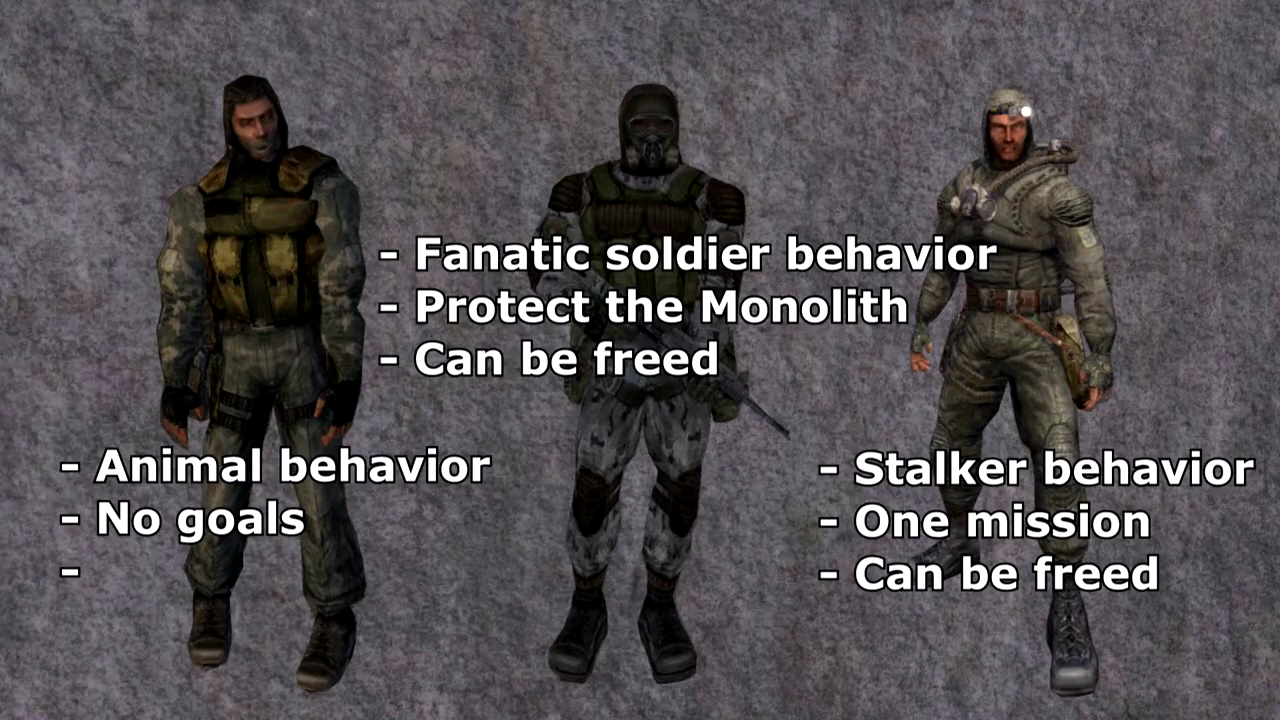 - Fanatic soldier behavior
- Protect the Monolith
- Can be freed
- Animal behavior
- No goals
-
- Stalker behavior
- One mission
- Can be freed